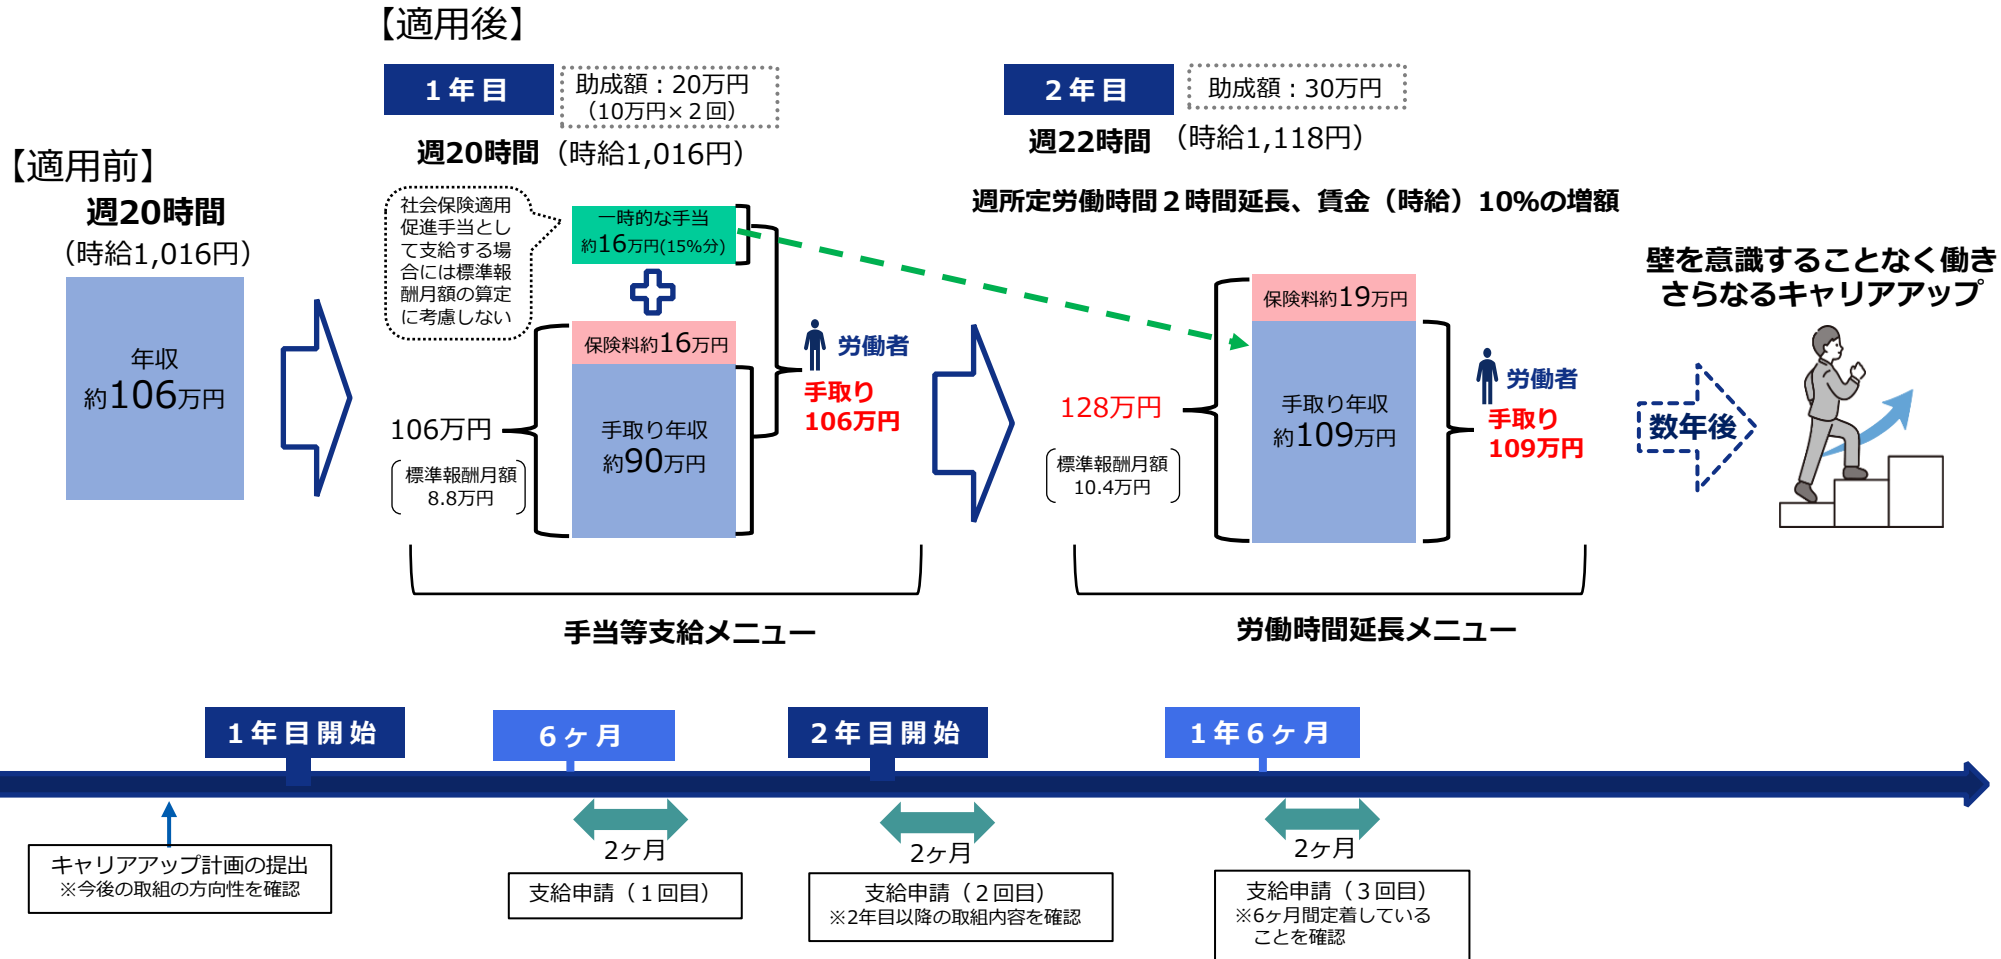 【適用後】
1年目
助成額：20万円
（10万円×２回）
週20時間（時給1,016円）
２年目
助成額：30万円
週22時間（時給1,118円）
【適用前】
週20時間
（時給1,016円）
年収
約106万円
社会保険適用
促進手当とし
て支給する場
合には標準報
酬月額の算定
に考慮しない
一時的な手当
約16万円(15%分)
保険料約16万円
手取り年収
約90万円
106万円
標準報酬月額
8.8万円
労働者
手取り
106万円
手当等支給メニュー
週所定労働時間２時間延長、賃金（時給）10%の増額
保険料約19万円
手取り年収
約109万円
128万円
標準報酬月額
10.4万円
労働者
手取り
109万円
労働時間延長メニュー
数年後
壁を意識することなく働き
さらなるキャリアアップ
1年目開始
６ヶ月
２年目開始
1年６ヶ月
キャリアアップ計画の提出
※今後の取組の方向性を確認
2ヶ月
支給申請（１回目）
2ヶ月
支給申請（２回目）
※2年目以降の取組内容を確認
2ヶ月
支給申請（３回目）
※6ヶ月間定着している
ことを確認